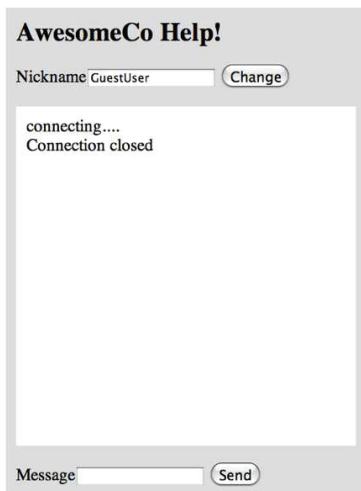 AwesomeCo Help!
Nickname GuestUser Change
connecting....
Connection closed
Message Send